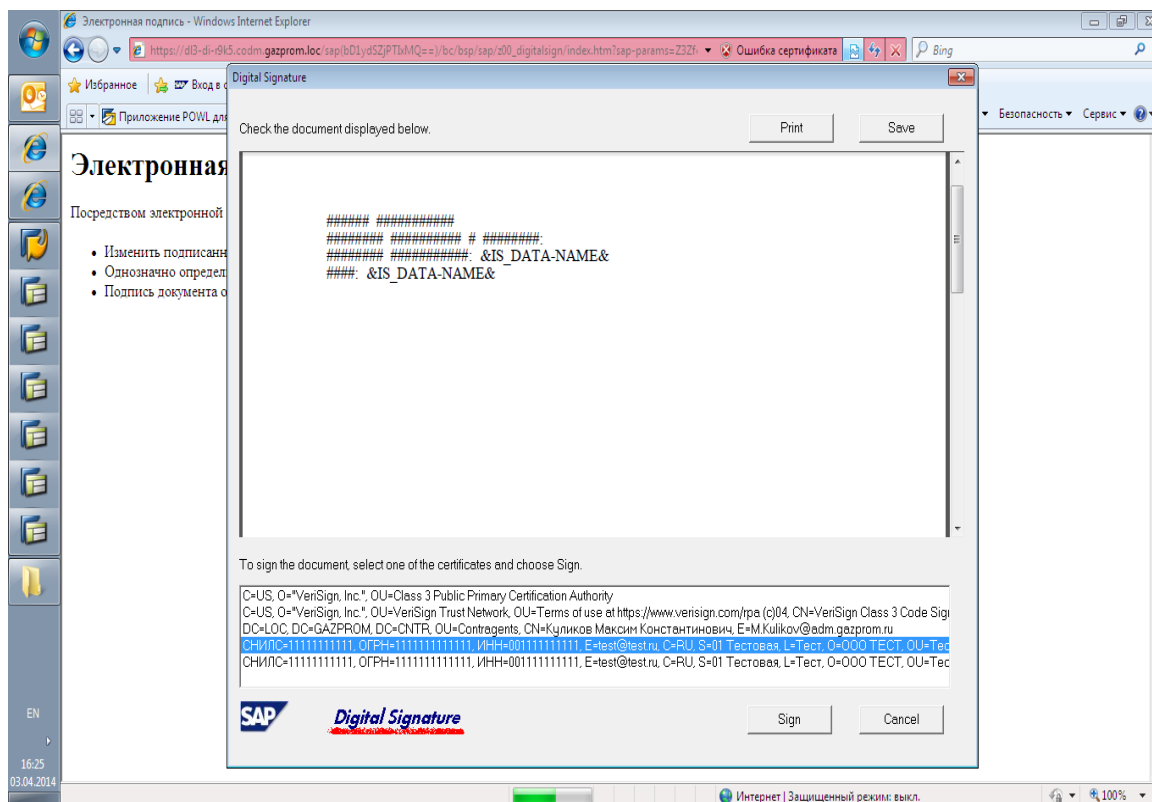 Электронная подпись - Windows Internet Explorer
https://dl3-di-r9k5.codm.gazprom.loc/sap(bD1ydSZjPTIxMQ==)/bc/bsp/sap/z00_digitalsign/index.htm?sap-params=Z3Zf
Ошибка сертификата
Bing
Избранное
Вход в с
Приложение POWL для
Безопасность
Сервис
Электронная
Посредством электронной
Изменить подписанн
Однозначно определ
Подпись документа о
Digital Signature
Check the document displayed below.
Print
Save
###### ###########
######## ########## # ########:
######## ###########: &IS_DATA-NAME&
####: &IS_DATA-NAME&
To sign the document, select one of the certificates and choose Sign.
C=US, O="VeriSign, Inc.", OU=Class 3 Public Primary Certification Authority
C=US, O="VeriSign, Inc.", OU=VeriSign Trust Network, OU=Terms of use at https://www.verisign.com/rpa (c)04, CN=VeriSign Class 3 Code Sig
DC=LOC, DC=GAZPROM, DC=CNTR, OU=Contragents, CN=Куликов Максим Константинович, E=M.Kulikov@adm.gazprom.ru
СНИЛС=11111111111, ОГРН=1111111111111, ИНН=001111111111, E=test@test.ru, C=RU, S=01 Тестовая, L=Тест, O=ООО ТЕСТ, OU=Тес
СНИЛС=11111111111, ОГРН=1111111111111, ИНН=001111111111, E=test@test.ru, C=RU, S=01 Тестовая, L=Тест, O=ООО ТЕСТ, OU=Тес
SAP
Digital Signature
Sign
Cancel
EN
16:25
03.04.2014
Интернет | Защищенный режим: выкл.
100%